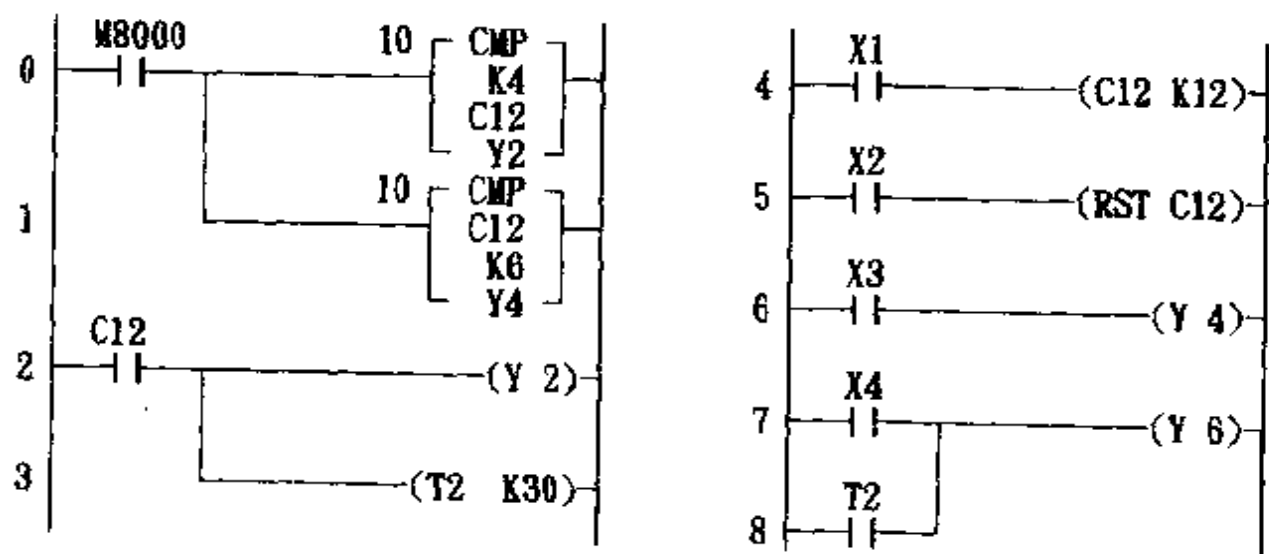 M8000
0
10 CMP
K4
C12
Y2
1
10 CMP
C12
K6
Y4
C12
2
(Y 2)
3
(T2 K30)
X1
4
(C12 K12)
X2
5
(RST C12)
X3
6
(Y 4)
X4
7
(Y 6)
T2
8